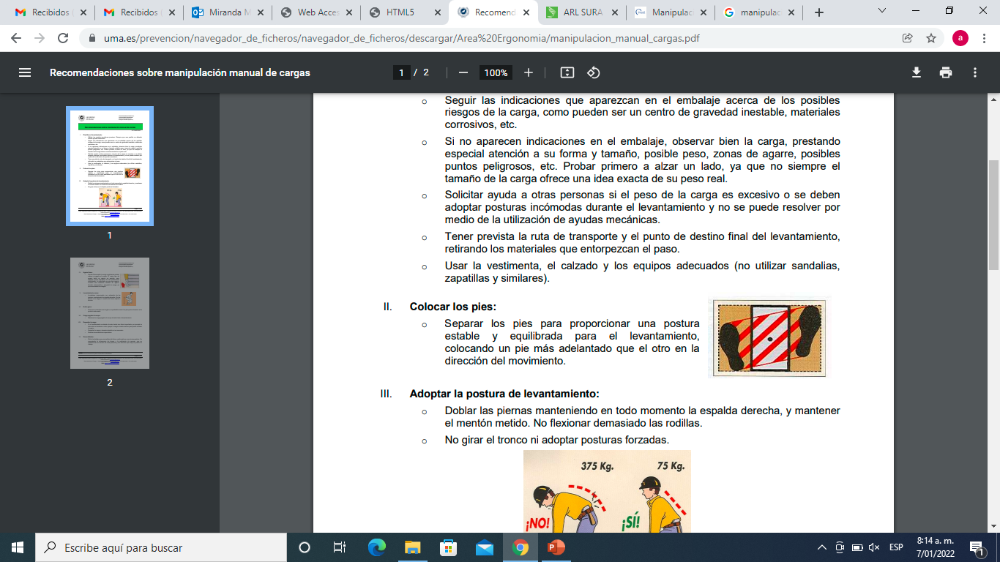 Recibidos
Recibidos
Miranda M
Web Acces
HTML5
Recomend
ARL SURA
Manipulac
manipulac
uma.es/prevencion/navegador_de_ficheros/navegador_de_ficheros/descargar/Area%20Ergonomia/manipulacion_manual_cargas.pdf
a
Recomendaciones sobre manipulación manual de cargas
1 / 2
100%
1
2
o Seguir las indicaciones que aparezcan en el embalaje acerca de los posibles
riesgos de la carga, como pueden ser un centro de gravedad inestable, materiales
corrosivos, etc.
o Si no aparecen indicaciones en el embalaje, observar bien la carga, prestando
especial atención a su forma y tamaño, posible peso, zonas de agarre, posibles
puntos peligrosos, etc. Probar primero a alzar un lado, ya que no siempre el
tamaño de la carga ofrece una idea exacta de su peso real.
o Solicitar ayuda a otras personas si el peso de la carga es excesivo o se deben
adoptar posturas incómodas durante el levantamiento y no se puede resolver por
medio de la utilización de ayudas mecánicas.
o Tener prevista la ruta de transporte y el punto de destino final del levantamiento,
retirando los materiales que entorpezcan el paso.
o Usar la vestimenta, el calzado y los equipos adecuados (no utilizar sandalias,
zapatillas y similares).
II. Colocar los pies:
o Separar los pies para proporcionar una postura
estable y equilibrada para el levantamiento,
colocando un pie más adelantado que el otro en la
dirección del movimiento.
III. Adoptar la postura de levantamiento:
o Doblar las piernas manteniendo en todo momento la espalda derecha, y mantener
el mentón metido. No flexionar demasiado las rodillas.
o No girar el tronco ni adoptar posturas forzadas.
375 Kg. 75 Kg.
¡NO! ¡SÍ!
Escribe aquí para buscar
ESP
8:14 a. m.
7/01/2022
1